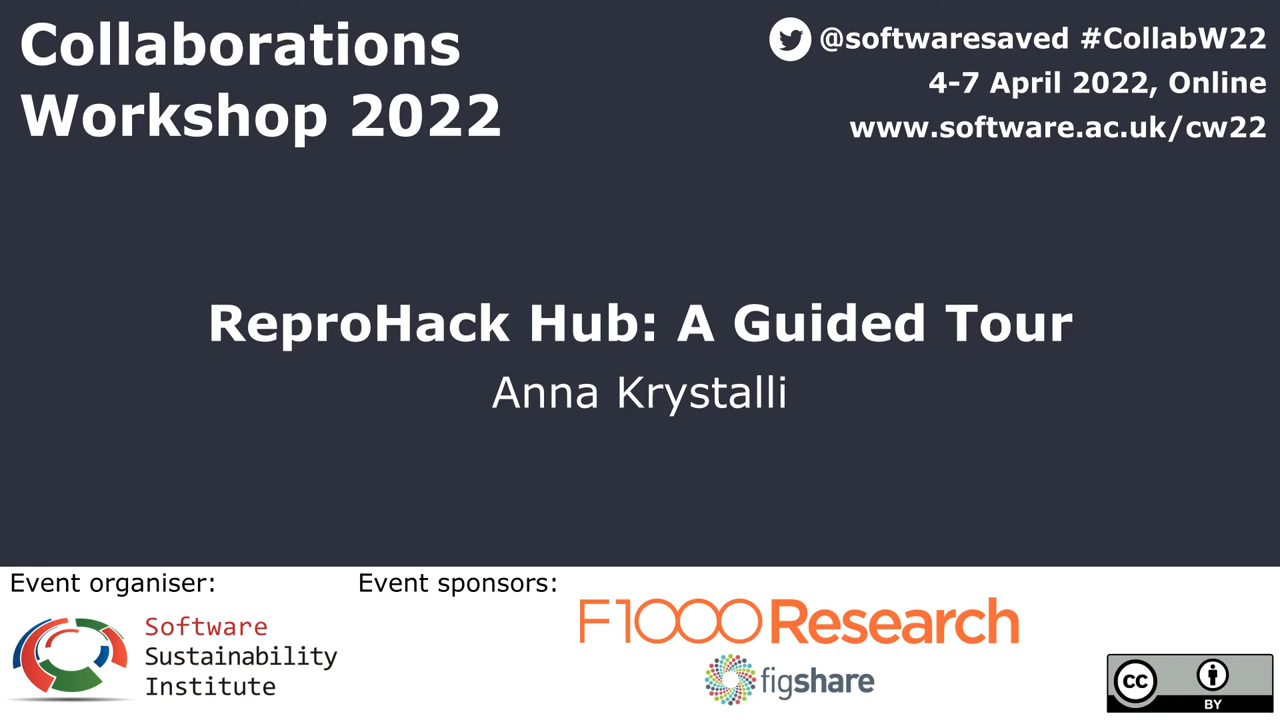 Collaborations
Workshop 2022
@softwaresaved #CollabW22
4-7 April 2022, Online
www.software.ac.uk/cw22
ReproHack Hub: A Guided Tour
Anna Krystalli
Event organiser:
Software
Sustainability
Institute
Event sponsors:
F1000Research
figshare
cc
BY